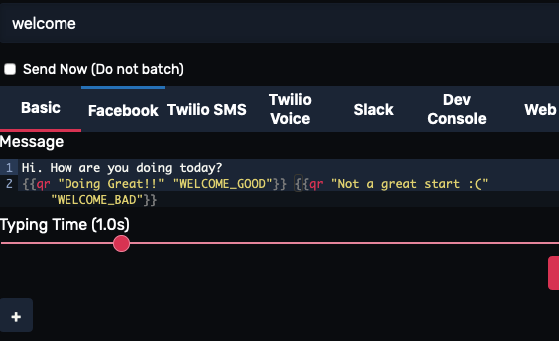 welcome
Send Now (Do not batch)
Basic Facebook Twilio SMS Twilio Voice Slack Dev Console Web
Message
1 Hi. How are you doing today?
2 {{qr "Doing Great!!" "WELCOME_GOOD"}} {{qr "Not a great start :("
"WELCOME_BAD"}}
Typing Time (1.0s)
+